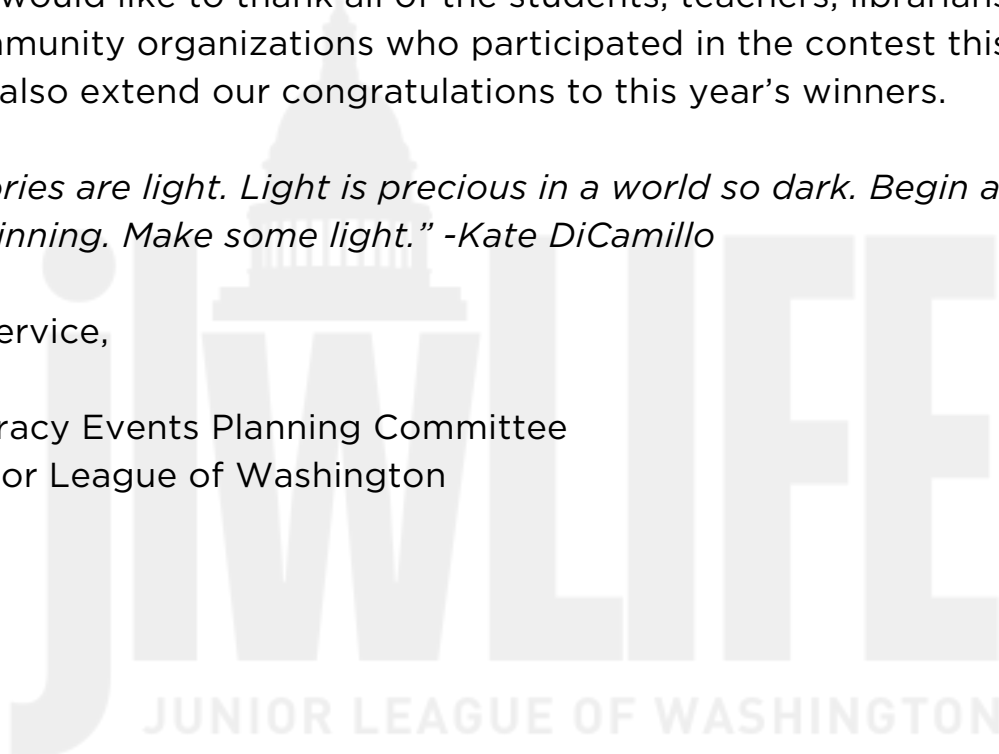 would like to thank all of the students, teachers, librarians
mmunity organizations who participated in the contest this
also extend our congratulations to this year's winners.
ories are light. Light is precious in a world so dark. Begin a
inning. Make some light.” -Kate DiCamillo
ervice,
racy Events Planning Committee
or League of Washington
jlwLIFE
JUNIOR LEAGUE OF WASHINGTON